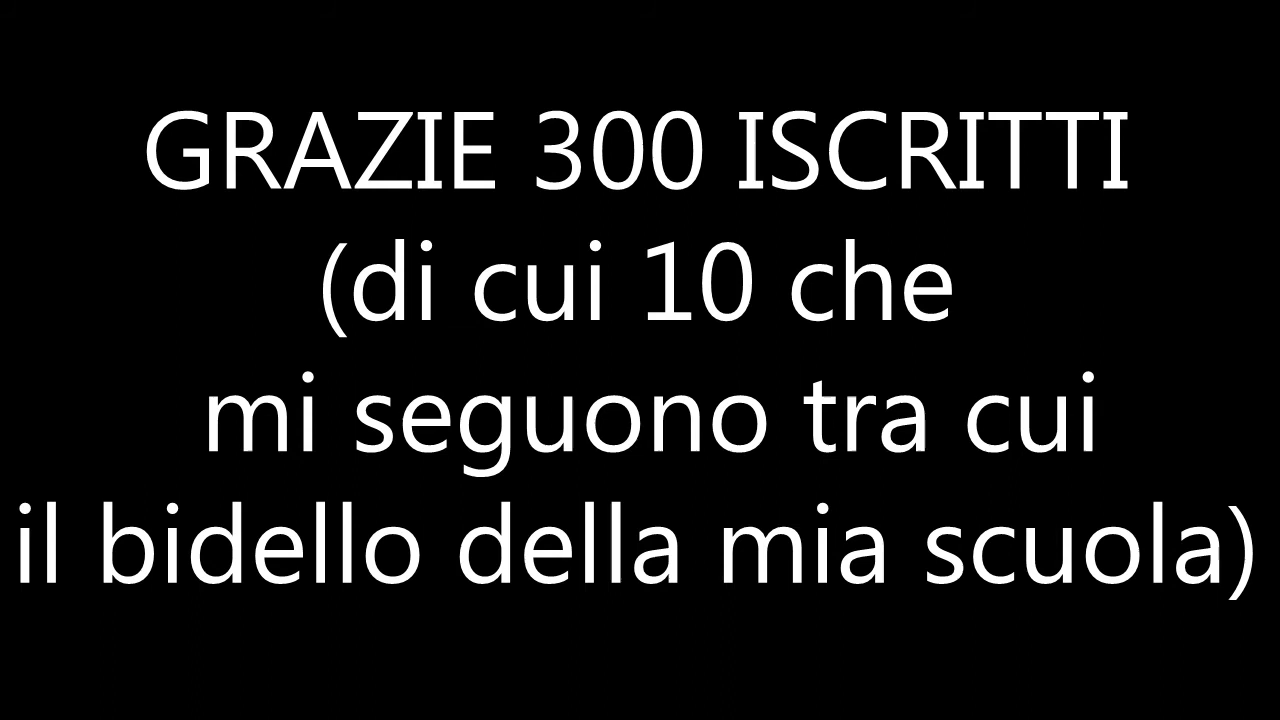 GRAZIE 300 ISCRITTI
(di cui 10 che
mi seguono tra cui
il bidello della mia scuola)